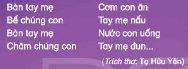 Bàn tay mẹ
Bế chúng con
Bàn tay mẹ
Chăm chúng con
Cơm con ăn
Tay mẹ nấu
Nước con uống
Tay mẹ đun...
(Trích thơ: Tạ Hữu Yên)